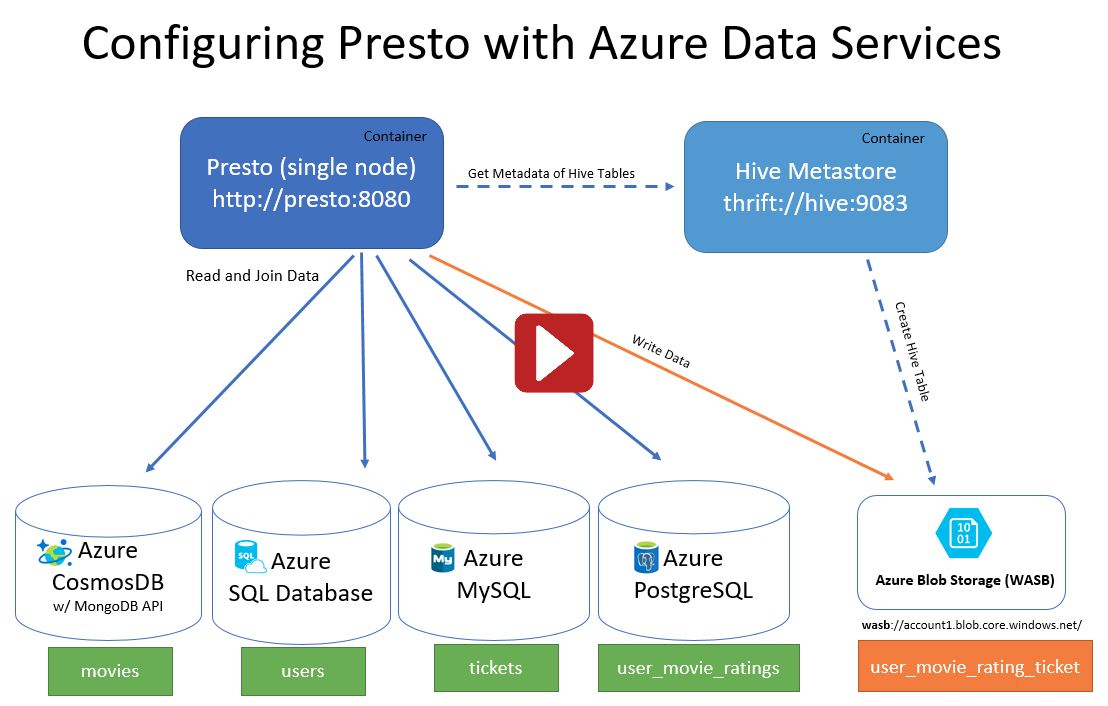 Configuring Presto with Azure Data Services
Container
Presto (single node)
http://presto:8080
Get Metadata of Hive Tables
Container
Hive Metastore
thrift://hive:9083
Read and Join Data
Write Data
Create Hive Table
Azure
CosmosDB
w/ MongoDB API
SQL
Azure
SQL Database
My
Azure
MySQL
Azure
PostgreSQL
10
01
Azure Blob Storage (WASB)
wasb://account1.blob.core.windows.net/
movies
users
tickets
user_movie_ratings
user_movie_rating_ticket